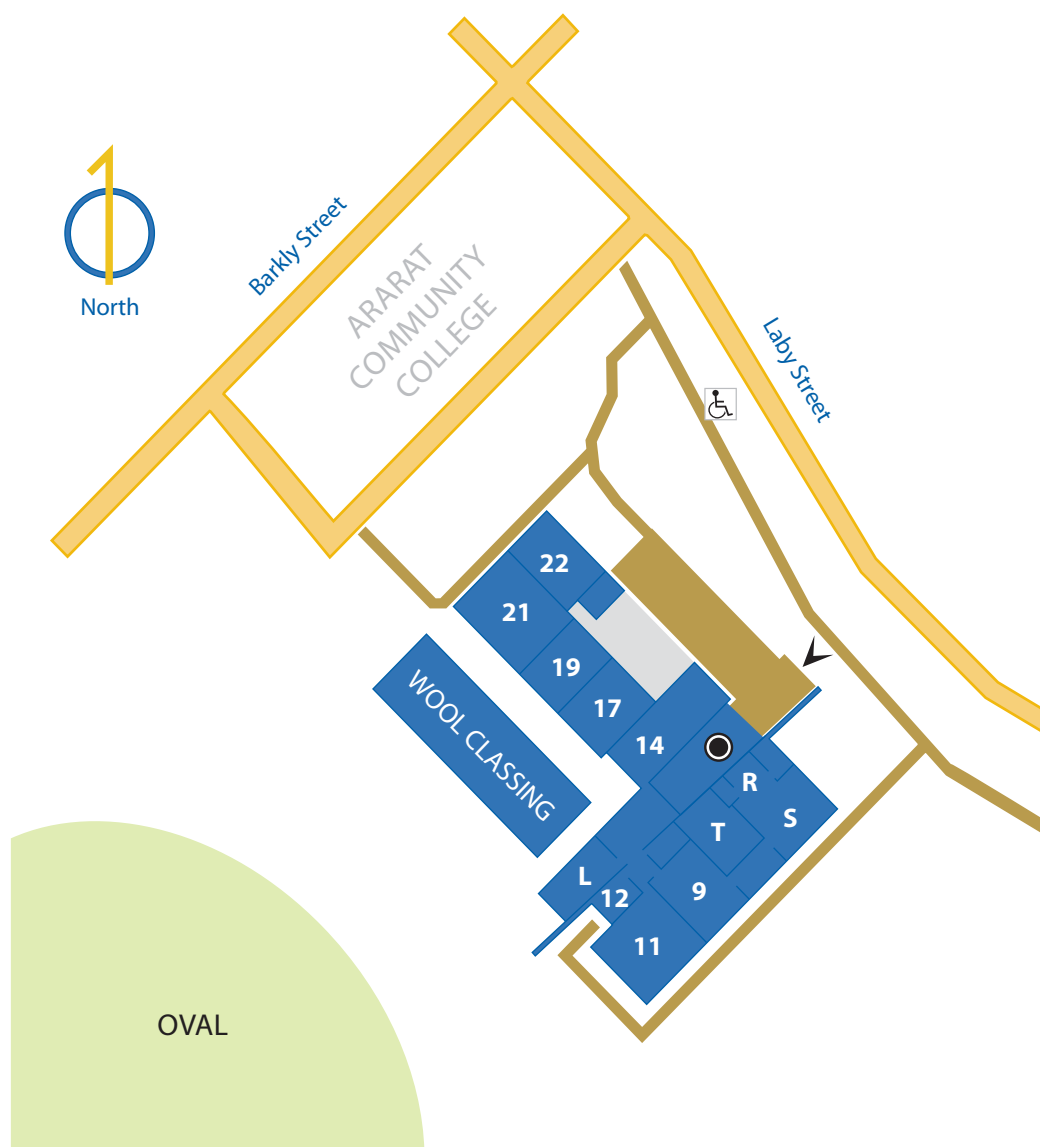 North
Barkly Street
ARARAT
COMMUNITY
COLLEGE
Laby Street
22
21
19
17
14
WOOL CLASSING
R
S
T
L
12
9
11
OVAL